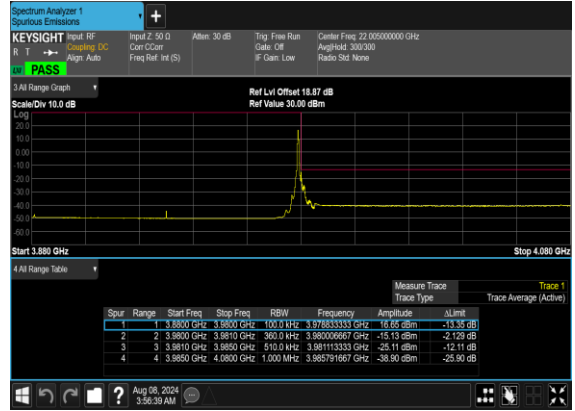 Spectrum Analyzer 1
Spurious Emissions
+
KEYSIGHT Input: RF Input Z: 50 Ω Atten: 30 dB Trig: Free Run Center Freq: 22.005000000 GHz
R T Coupling: DC Corr CCorr Gate: Off Avg|Hold: 300/300
Align: Auto Freq Ref: Int (S) IF Gain: Low Radio Std: None
PASS
3 All Range Graph
Ref Lvl Offset 18.87 dB
Scale/Div 10.0 dB Ref Value 30.00 dBm
Log
20.0
10.0
0.00
-10.0
-20.0
-30.0
-40.0
-50.0
-60.0
Start 3.880 GHz Stop 4.080 GHz
4 All Range Table
Measure Trace Trace 1
Trace Type Trace Average (Active)
Spur Range Start Freq Stop Freq RBW Frequency Amplitude ΔLimit
1 1 3.8800 GHz 3.9800 GHz 100.0 kHz 3.978833333 GHz 16.65 dBm -13.35 dB
2 2 3.9800 GHz 3.9810 GHz 360.0 kHz 3.980006667 GHz -15.13 dBm -2.129 dB
3 3 3.9810 GHz 3.9850 GHz 510.0 kHz 3.981113333 GHz -25.11 dBm -12.11 dB
4 4 3.9850 GHz 4.0800 GHz 1.000 MHz 3.985791667 GHz -38.90 dBm -25.90 dB
? Aug 08, 2024
3:56:39 AM